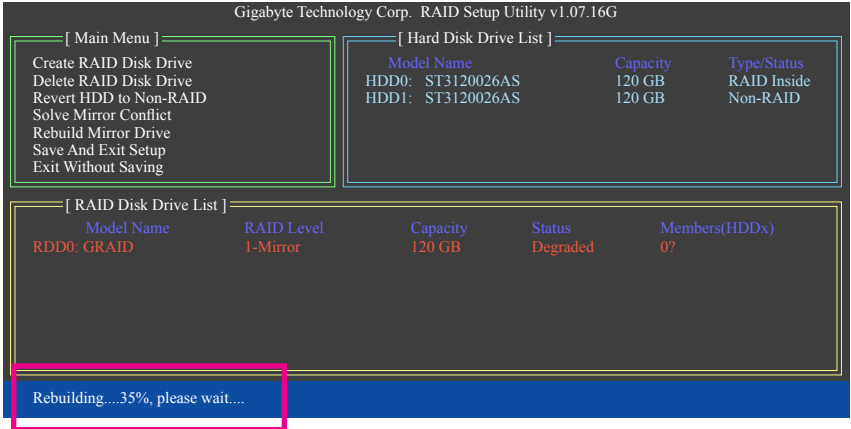 Gigabyte Technology Corp. RAID Setup Utility v1.07.16G
[ Main Menu ]
Create RAID Disk Drive
Delete RAID Disk Drive
Revert HDD to Non-RAID
Solve Mirror Conflict
Rebuild Mirror Drive
Save And Exit Setup
Exit Without Saving
[ Hard Disk Drive List ]
Model Name Capacity Type/Status
HDD0: ST3120026AS 120 GB RAID Inside
HDD1: ST3120026AS 120 GB Non-RAID
[ RAID Disk Drive List ]
Model Name RAID Level Capacity Status Members(HDDx)
RDD0: GRAID 1-Mirror 120 GB Degraded 0?
Rebuilding....35%, please wait....